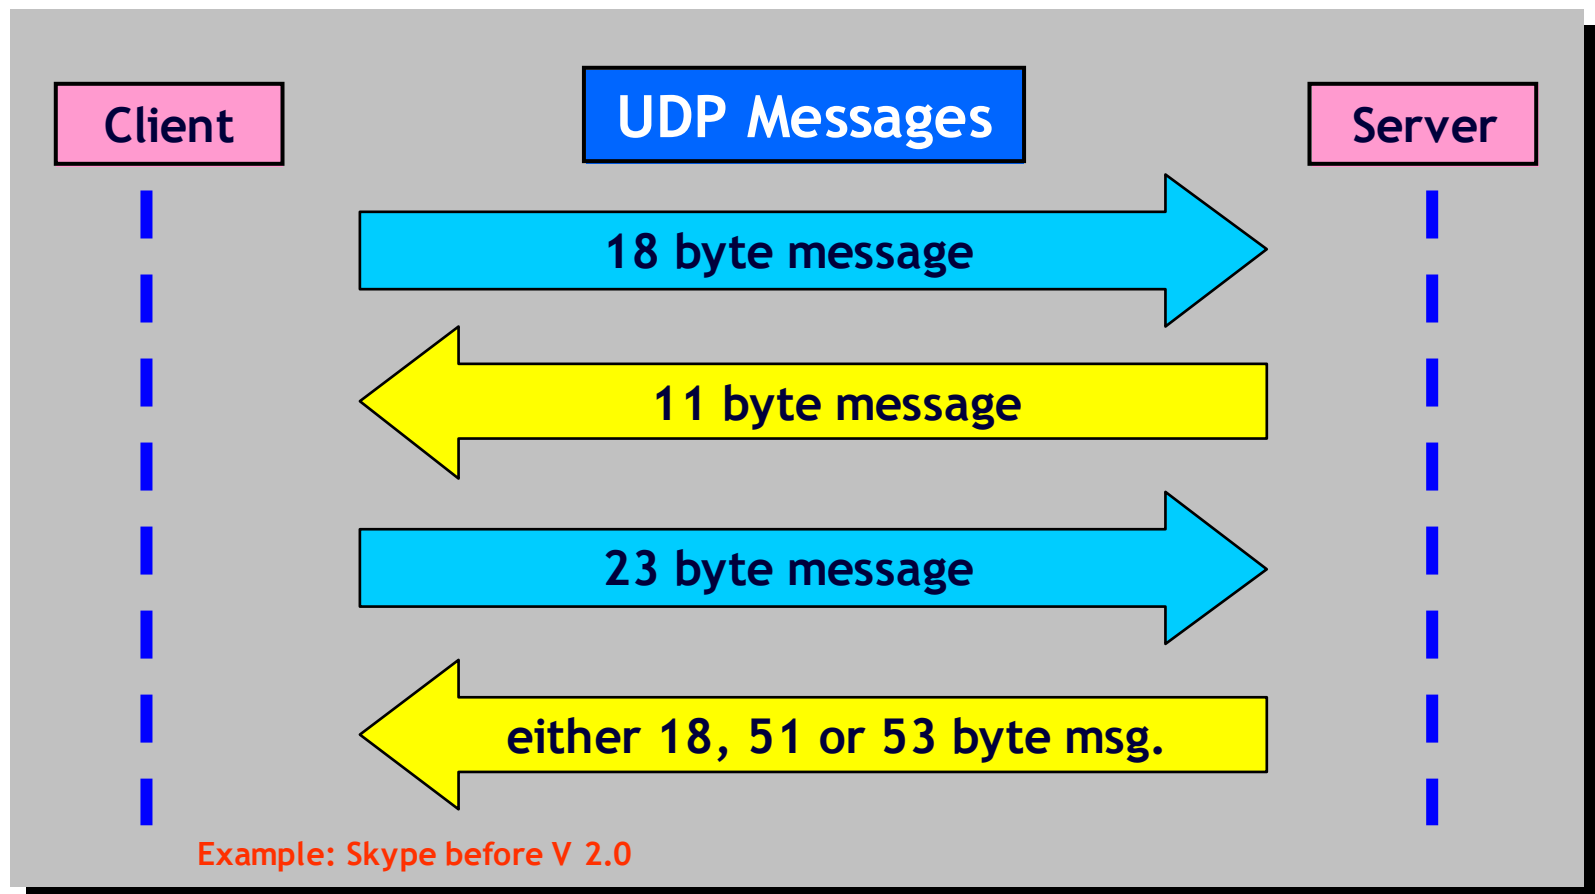 Client
UDP Messages
Server
18 byte message
11 byte message
23 byte message
either 18, 51 or 53 byte msg.
Example: Skype before V 2.0